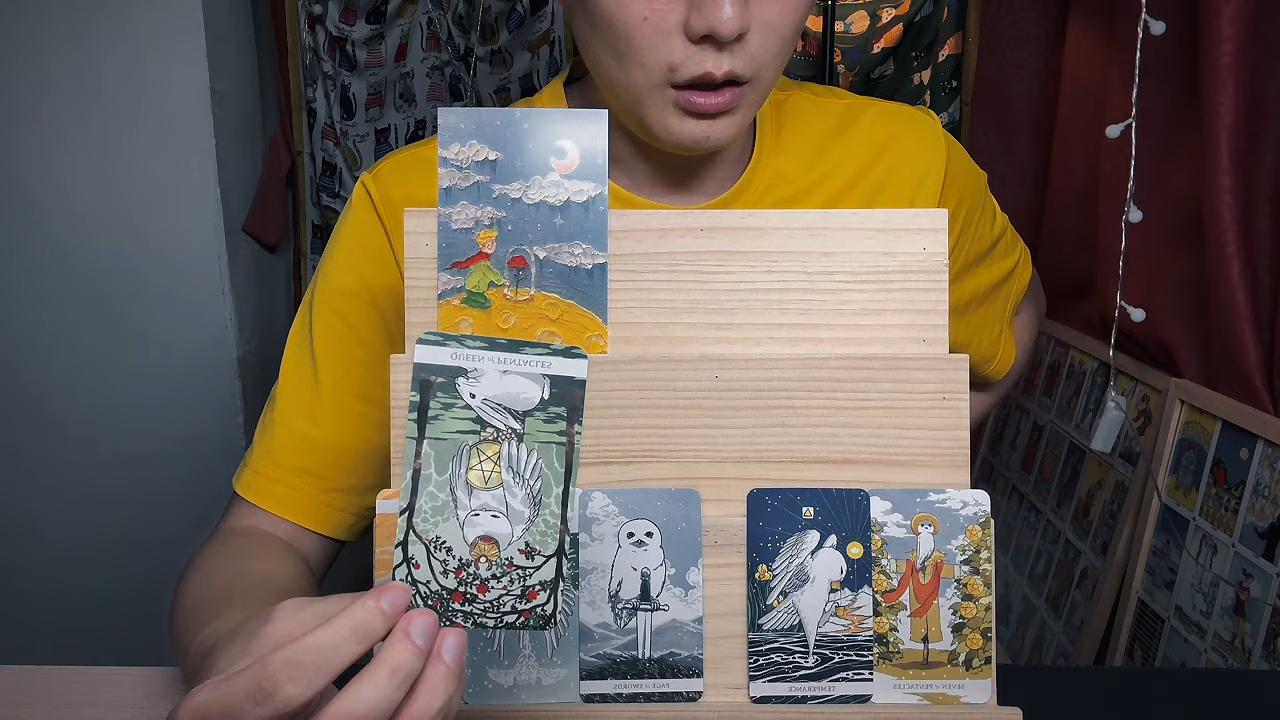 QUEEN of PENTACLES
PAGE of SWORDS
TEMPERANCE
SEVEN of PENTACLES